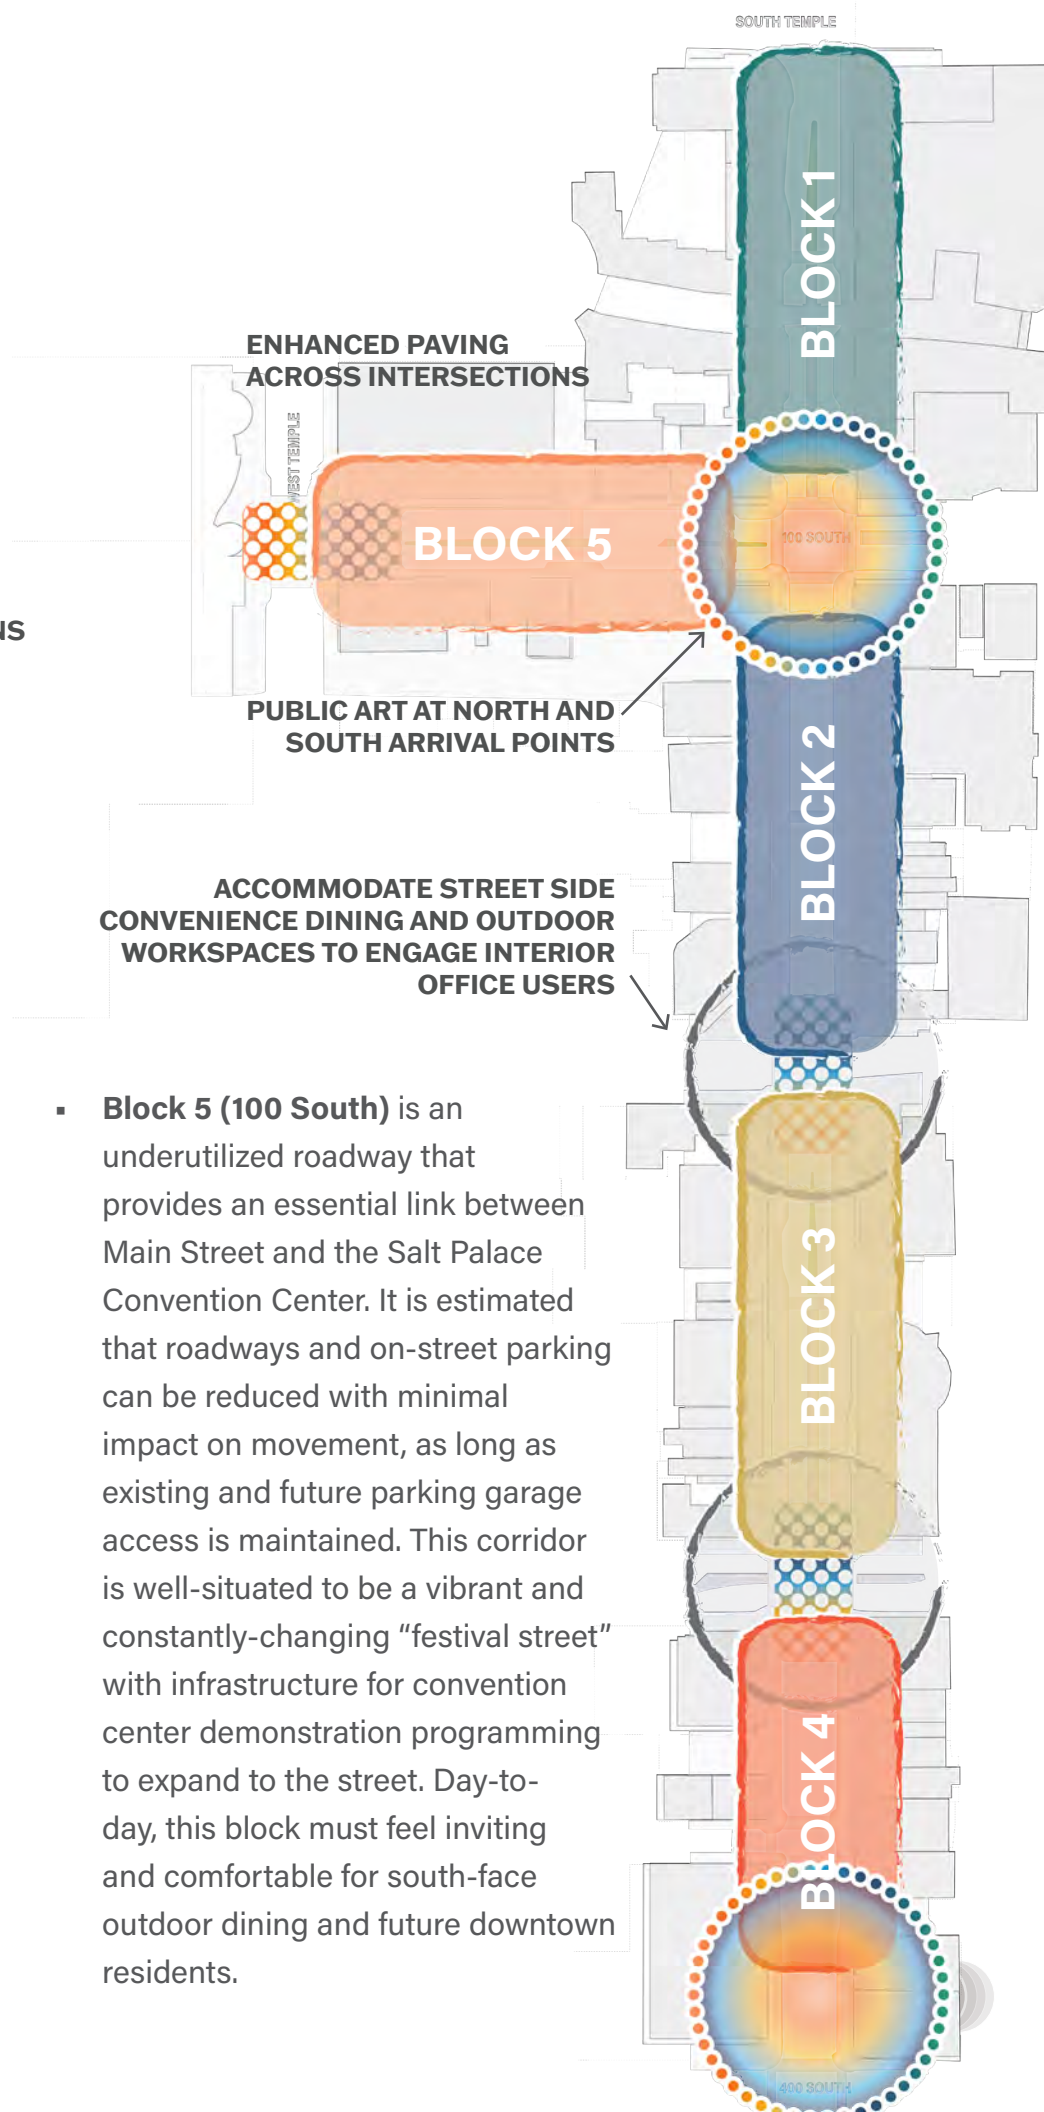 SOUTH TEMPLE
BLOCK 1
ENHANCED PAVING
ACROSS INTERSECTIONS
WEST TEMPLE
BLOCK 5
100 SOUTH
PUBLIC ART AT NORTH AND
SOUTH ARRIVAL POINTS
BLOCK 2
ACCOMMODATE STREET SIDE
CONVENIENCE DINING AND OUTDOOR
WORKSPACES TO ENGAGE INTERIOR
OFFICE USERS
▪ Block 5 (100 South) is an
underutilized roadway that
provides an essential link between
Main Street and the Salt Palace
Convention Center. It is estimated
that roadways and on-street parking
can be reduced with minimal
impact on movement, as long as
existing and future parking garage
access is maintained. This corridor
is well-situated to be a vibrant and
constantly-changing “festival street”
with infrastructure for convention
center demonstration programming
to expand to the street. Day-to-
day, this block must feel inviting
and comfortable for south-face
outdoor dining and future downtown
residents.
BLOCK 3
BLOCK 4
400 SOUTH